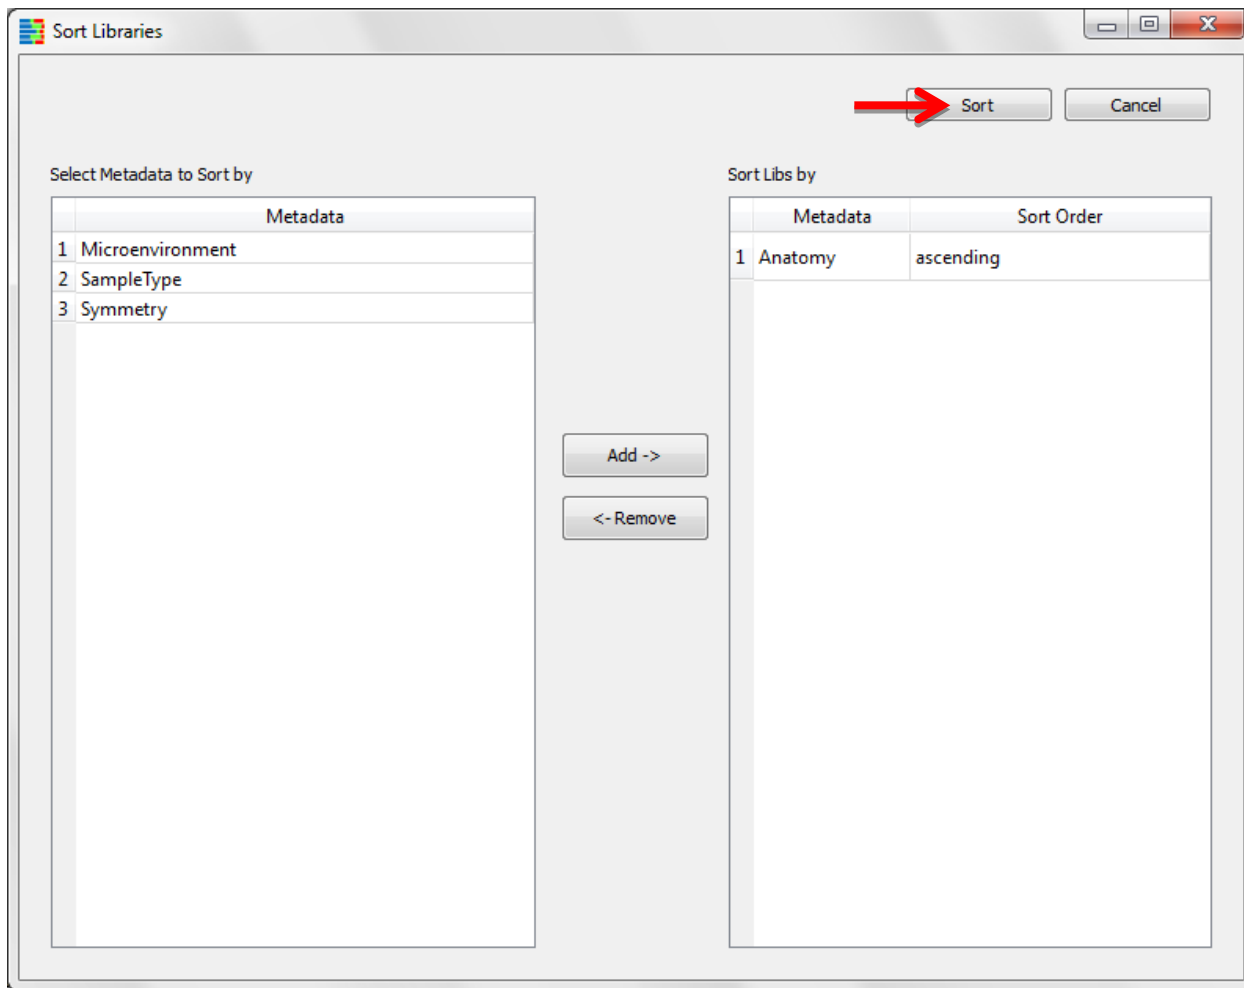 Sort Libraries
Sort Cancel
Select Metadata to Sort by
Sort Libs by
Metadata
1 Microenvironment
2 SampleType
3 Symmetry
Add ->
<- Remove
Metadata Sort Order
1 Anatomy ascending